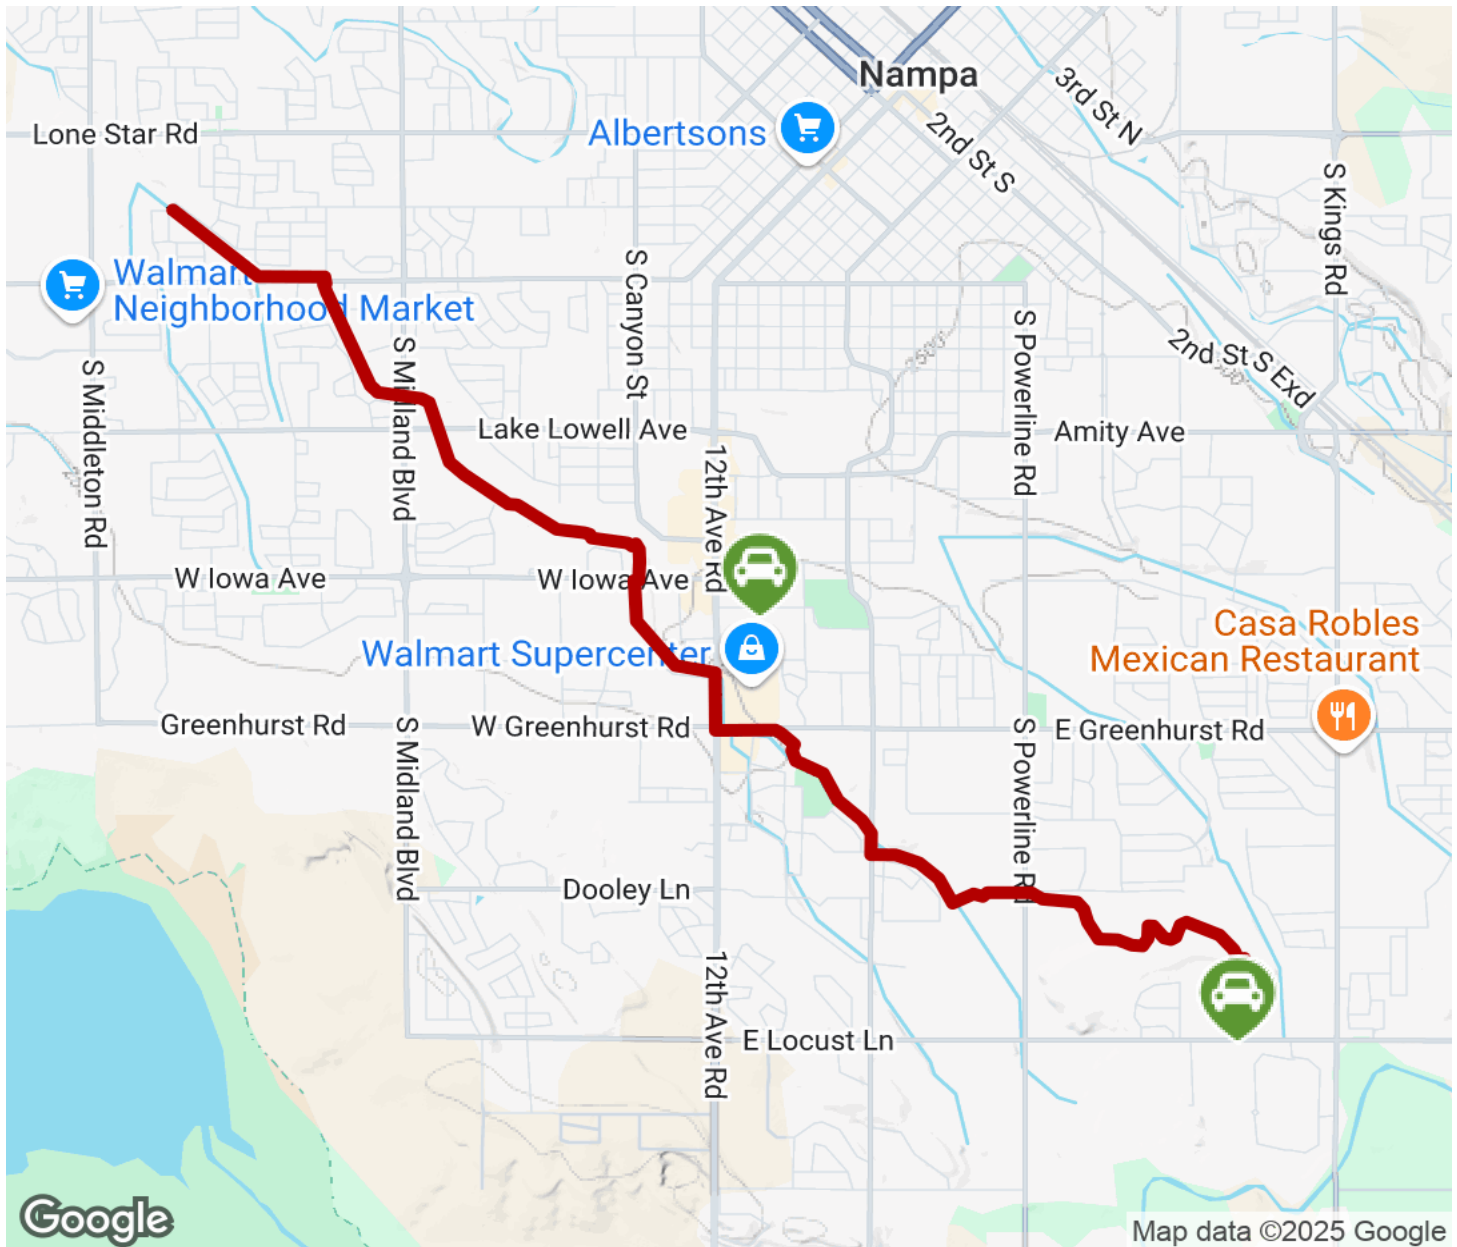 Nampa
3rd St N
Lone Star Rd
Albertsons
2nd St S
S Kings Rd
Walmart
Neighborhood Market
S Canyon St
S Powerline Rd
2nd St S Exd
2500
S Middleton Rd
S Midland Blvd
Lake Lowell Ave
Amity Ave
12th Ave Rd
W Iowa Ave
W Iowa Ave
Casa Robles
Mexican Restaurant
Walmart Supercenter
Greenhurst Rd
W Greenhurst Rd
E Greenhurst Rd
S Midland Blvd
S Powerline Rd
Dooley Ln
12th Ave Rd
E Locust Ln
Google
Map data ©2025 Google